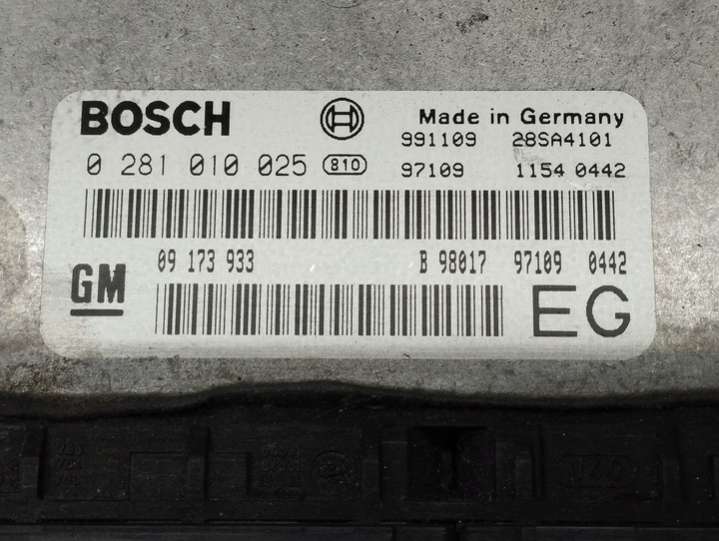 BOSCH
Made in Germany
991109 28SA4101
0 281 010 025 810
97109 1154 0442
09 173 933 B 98017 97109 0442
GM
EG